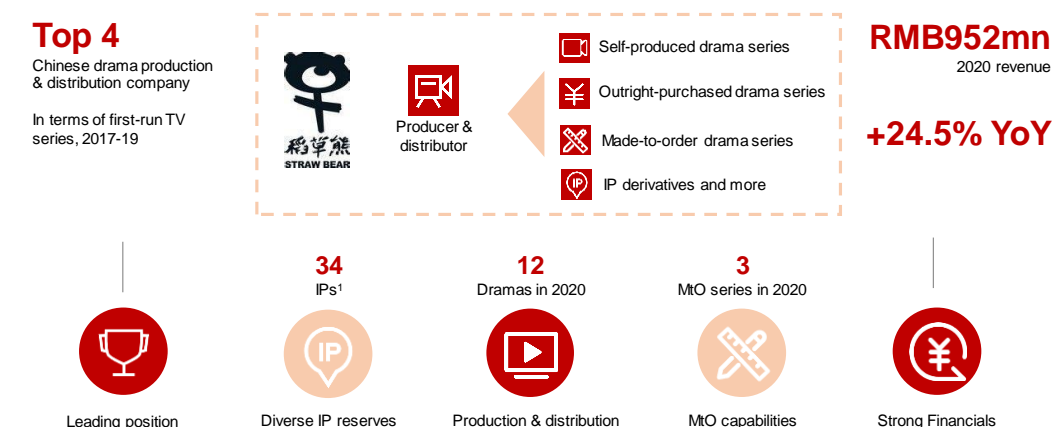 Top 4
Chinese drama production
& distribution company
In terms of first-run TV
series, 2017-19
稻草熊
STRAW BEAR
Producer &
distributor
Self-produced drama series
Outright-purchased drama series
Made-to-order drama series
IP
IP derivatives and more
RMB952mn
2020 revenue
+24.5% YoY
34
IPs¹
12
Dramas in 2020
3
MtO series in 2020
IP
¥
Leading position
Diverse IP reserves
Production & distribution
MtO capabilities
Strong Financials